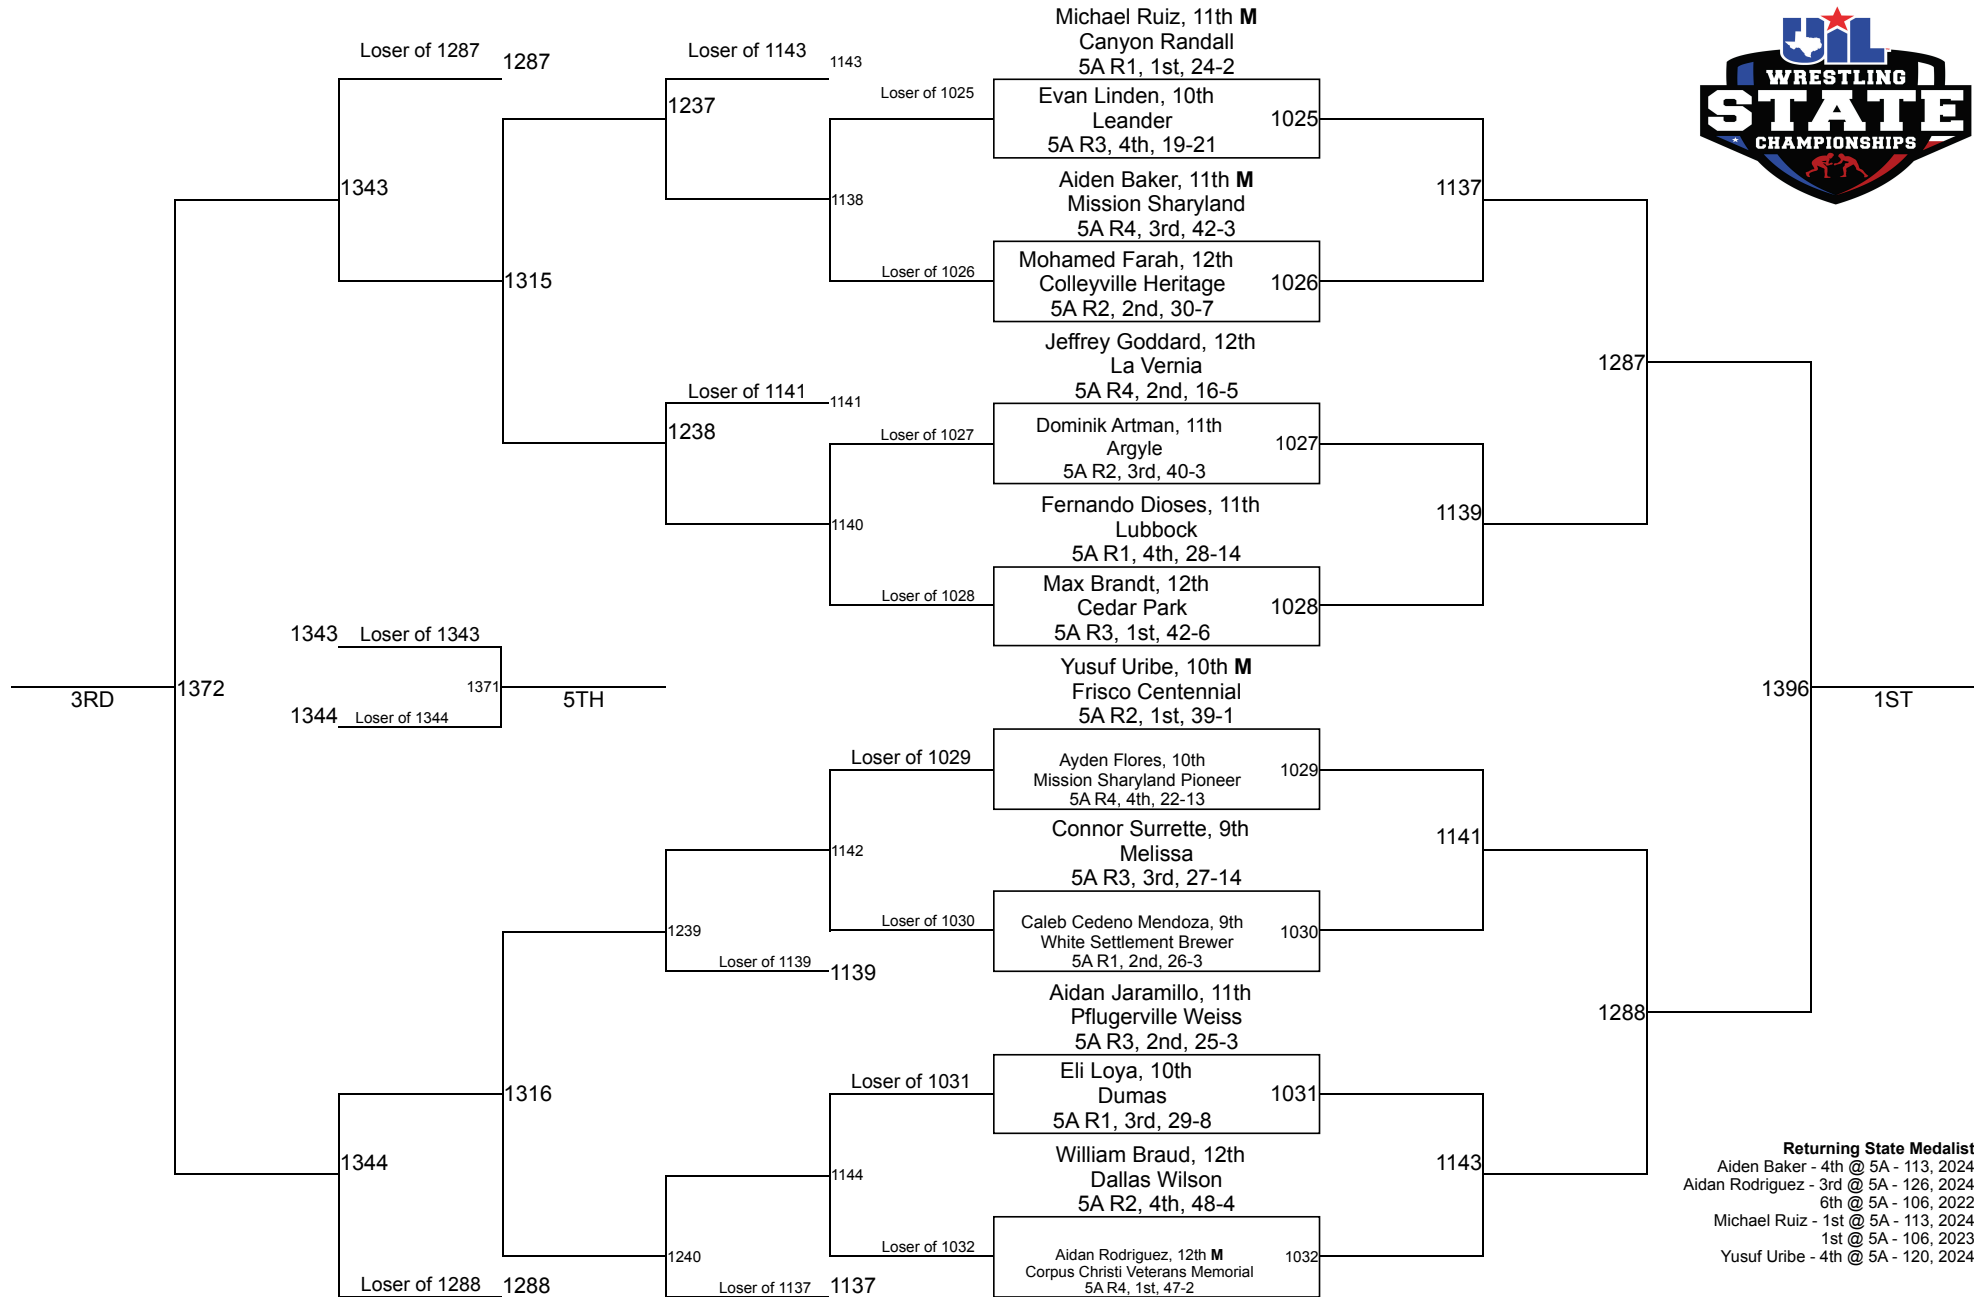 Loser of 1287
1287
Loser of 1143
1143
1237
1343
1138
1315
Loser of 1141
1141
1238
1140
Loser of 1025
Loser of 1026
Loser of 1027
Loser of 1028
Michael Ruiz, 11th M
Canyon Randall
5A R1, 1st, 24-2
Evan Linden, 10th
Leander
5A R3, 4th, 19-21
1025
Aiden Baker, 11th M
Mission Sharyland
5A R4, 3rd, 42-3
Mohamed Farah, 12th
Colleyville Heritage
5A R2, 2nd, 30-7
1026
Jeffrey Goddard, 12th
La Vernia
5A R4, 2nd, 16-5
Dominik Artman, 11th
Argyle
5A R2, 3rd, 40-3
1027
Fernando Dioses, 11th
Lubbock
5A R1, 4th, 28-14
Max Brandt, 12th
Cedar Park
5A R3, 1st, 42-6
1028
1137
1139
1287
UIL
WRESTLING
STATE
CHAMPIONSHIPS
1343
Loser of 1343
1344
Loser of 1344
1371
5TH
3RD
1372
1396
1ST
Yusuf Uribe, 10th M
Frisco Centennial
5A R2, 1st, 39-1
Ayden Flores, 10th
Mission Sharyland Pioneer
5A R4, 4th, 22-13
1029
Connor Surrette, 9th
Melissa
5A R3, 3rd, 27-14
Caleb Cedeno Mendoza, 9th
White Settlement Brewer
5A R1, 2nd, 26-3
1030
Aidan Jaramillo, 11th
Pflugerville Weiss
5A R3, 2nd, 25-3
Eli Loya, 10th
Dumas
5A R1, 3rd, 29-8
1031
William Braud, 12th
Dallas Wilson
5A R2, 4th, 48-4
Aidan Rodriguez, 12th M
Corpus Christi Veterans Memorial
5A R4, 1st, 47-2
1032
1141
1143
1288
Loser of 1029
1142
Loser of 1030
1239
Loser of 1139
1139
Loser of 1031
1316
1144
1344
Loser of 1032
1240
Loser of 1288
1288
Loser of 1137
1137
Returning State Medalist
Aiden Baker - 4th @ 5A - 113, 2024
Aidan Rodriguez - 3rd @ 5A - 126, 2024
6th @ 5A - 106, 2022
Michael Ruiz - 1st @ 5A - 113, 2024
1st @ 5A - 106, 2023
Yusuf Uribe - 4th @ 5A - 120, 2024